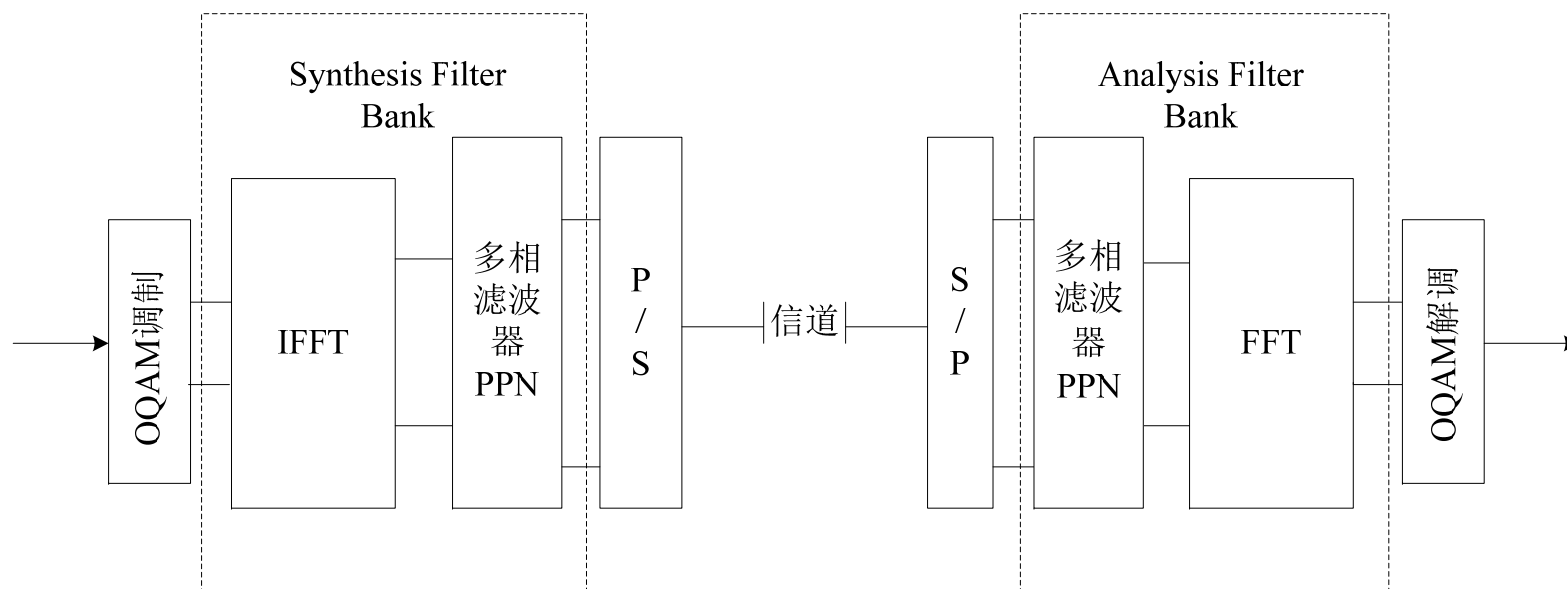 Synthesis Filter
Bank
Analysis Filter
Bank
OQAM调制
IFFT
多相
滤波
器
PPN
P
/
S
信道
S
/
P
多相
滤波
器
PPN
FFT
OQAM解调